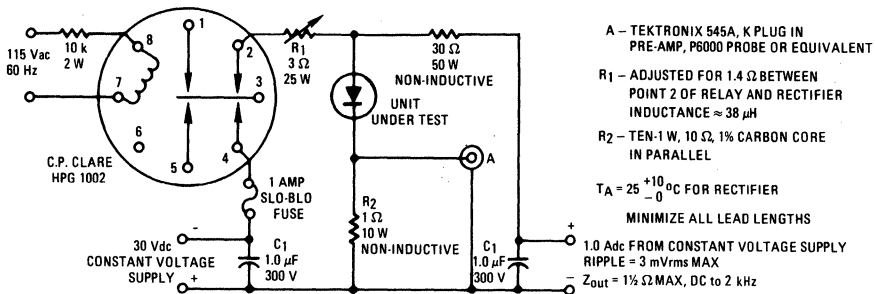 115 Vac
60 Hz
10 k
2 W
8
7
6
1
2
3
4
5
C.P. CLARE
HPG 1002
R1
3 Ω
25 W
30 Ω
50 W
NON-INDUCTIVE
UNIT
UNDER TEST
A
1 AMP
SLO-BLO
FUSE
R2
1 Ω
10 W
NON-INDUCTIVE
-
30 Vdc
CONSTANT VOLTAGE
SUPPLY
+
C1
1.0 µF
300 V
C1
1.0 µF
300 V
+
1.0 Adc FROM CONSTANT VOLTAGE SUPPLY
RIPPLE = 3 mVrms MAX
- Zout = 1½ Ω MAX, DC to 2 kHz
A – TEKTRONIX 545A, K PLUG IN
PRE-AMP, P6000 PROBE OR EQUIVALENT
R1 – ADJUSTED FOR 1.4 Ω BETWEEN
POINT 2 OF RELAY AND RECTIFIER
INDUCTANCE ≈ 38 µH
R2 – TEN-1 W, 10 Ω, 1% CARBON CORE
IN PARALLEL
TA = 25 +10 -0 °C FOR RECTIFIER
MINIMIZE ALL LEAD LENGTHS